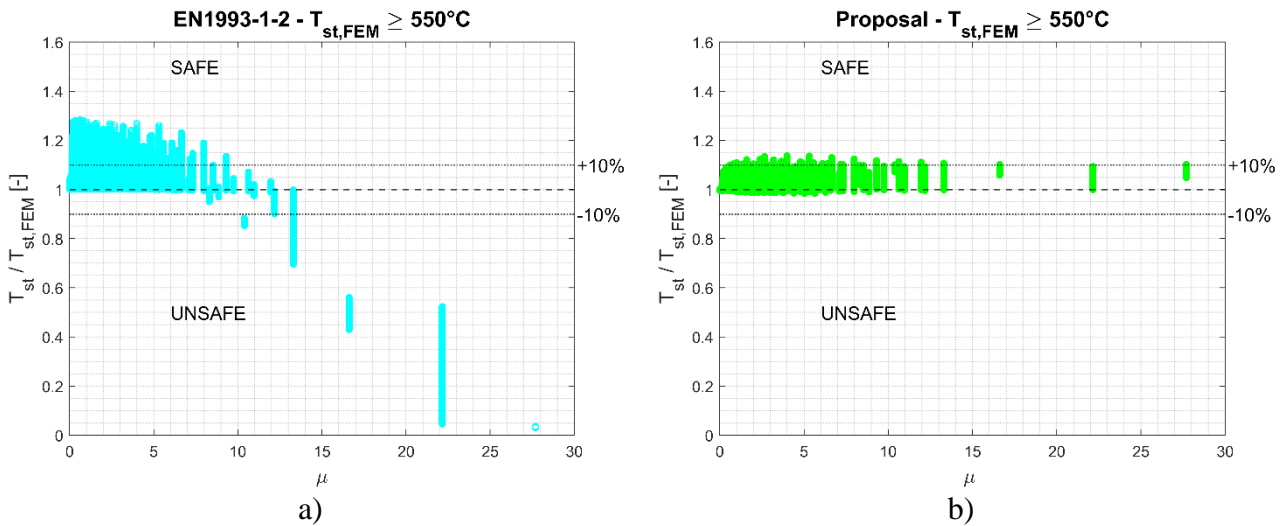 EN1993-1-2 - T_st,FEM ≥ 550°C
1.6
SAFE
1.4
1.2
+10%
1
-10%
0.8
0.6
UNSAFE
0.4
0.2
0
0 5 10 15 20 25 30
T_st / T_st,FEM [-]
μ
a)
Proposal - T_st,FEM ≥ 550°C
1.6
SAFE
1.4
1.2
+10%
1
-10%
0.8
0.6
UNSAFE
0.4
0.2
0
0 5 10 15 20 25 30
T_st / T_st,FEM [-]
μ
b)